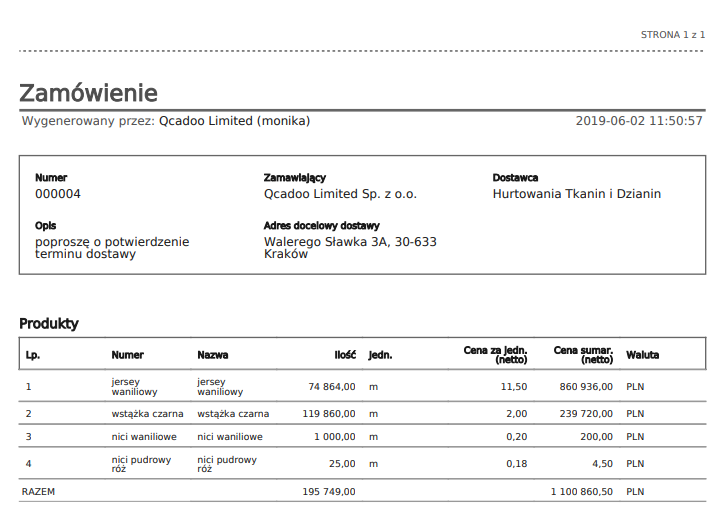 STRONA 1 z 1
Zamówienie
Wygenerowany przez: Qcadoo Limited (monika) 2019-06-02 11:50:57
Numer Zamawiający Dostawca
000004 Qcadoo Limited Sp. z o.o. Hurtowania Tkanin i Dzianin
Opis Adres docelowy dostawy
poproszę o potwierdzenie Walerego Sławka 3A, 30-633
terminu dostawy Kraków
Produkty
Lp. Numer Nazwa Ilość Jedn. Cena za jedn. (netto) Cena sumar. (netto) Waluta
1 jersey waniliowy jersey waniliowy 74 864,00 m 11,50 860 936,00 PLN
2 wstążka czarna wstążka czarna 119 860,00 m 2,00 239 720,00 PLN
3 nici waniliowe nici waniliowe 1 000,00 m 0,20 200,00 PLN
4 nici pudrowy róż nici pudrowy róż 25,00 m 0,18 4,50 PLN
RAZEM 195 749,00 1 100 860,50 PLN